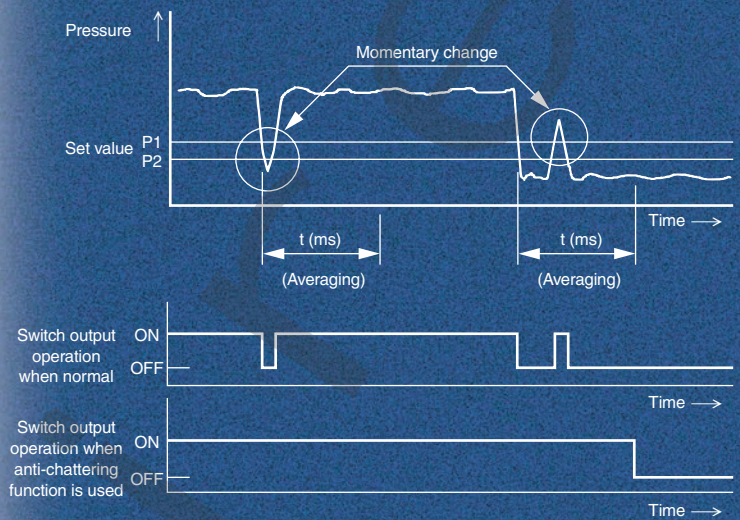 Pressure
Momentary change
Set value
P1
P2
Time
t (ms)
t (ms)
(Averaging)
(Averaging)
Switch output
operation
when normal
ON
OFF
Time
Switch output
operation when
anti-chattering
function is used
ON
OFF
Time